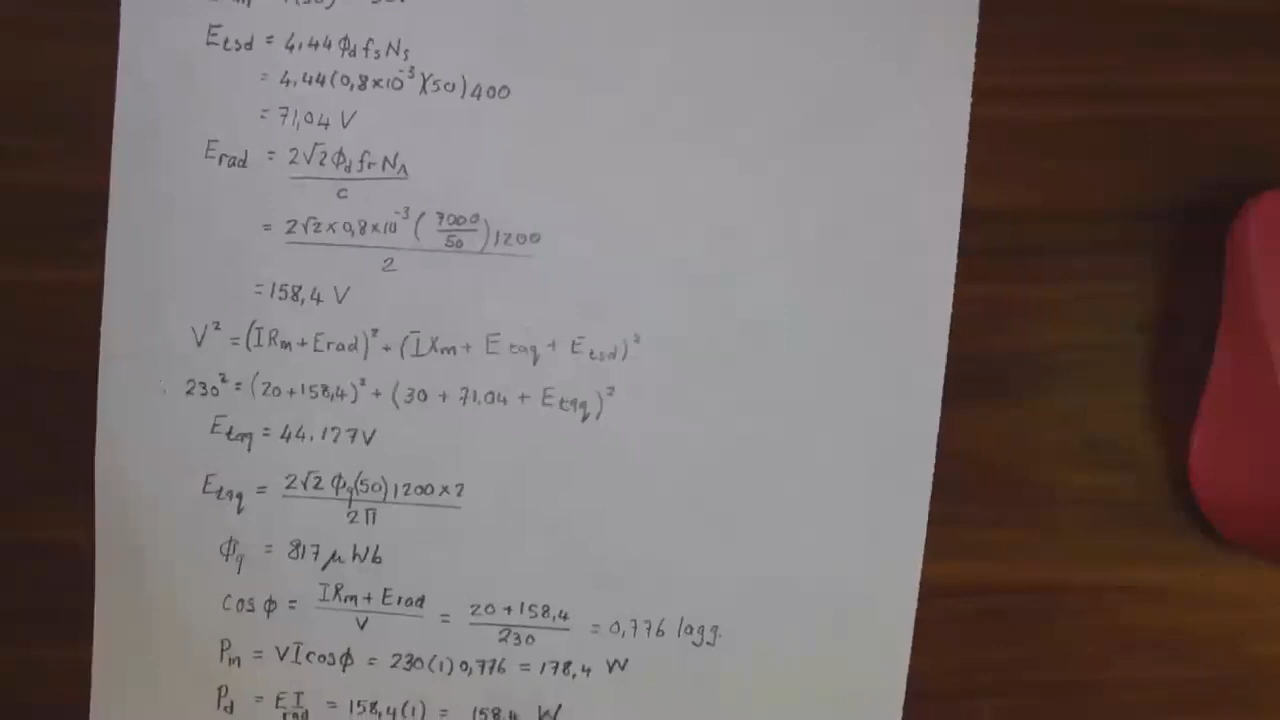 E_tsd = 4,44 ϕ_d f_s N_s
= 4,44(0,8×10⁻³)(50)400
= 71,04 V
E_rad = 2√2 ϕ_d f_r N_A / c
= 2√2 × 0,8×10⁻³ (7000/50) 1200 / 2
= 158,4 V
V² = (IR_m + E_rad)² + (IX_m + E_taq + E_tsd)²
230² = (20+158,4)² + (30 + 71,04 + E_taq)²
E_taq = 44,127V
E_taq = 2√2 ϕ_q(50)1200×2 / 2π
ϕ_q = 817 μWb
cos ϕ = IR_m + E_rad / V = 20+158,4 / 230 = 0,776 lagg.
P_in = VI cos ϕ = 230(1)0,776 = 178,4 W
P_d = E_rad I = 158,4(1) = 158,4 W